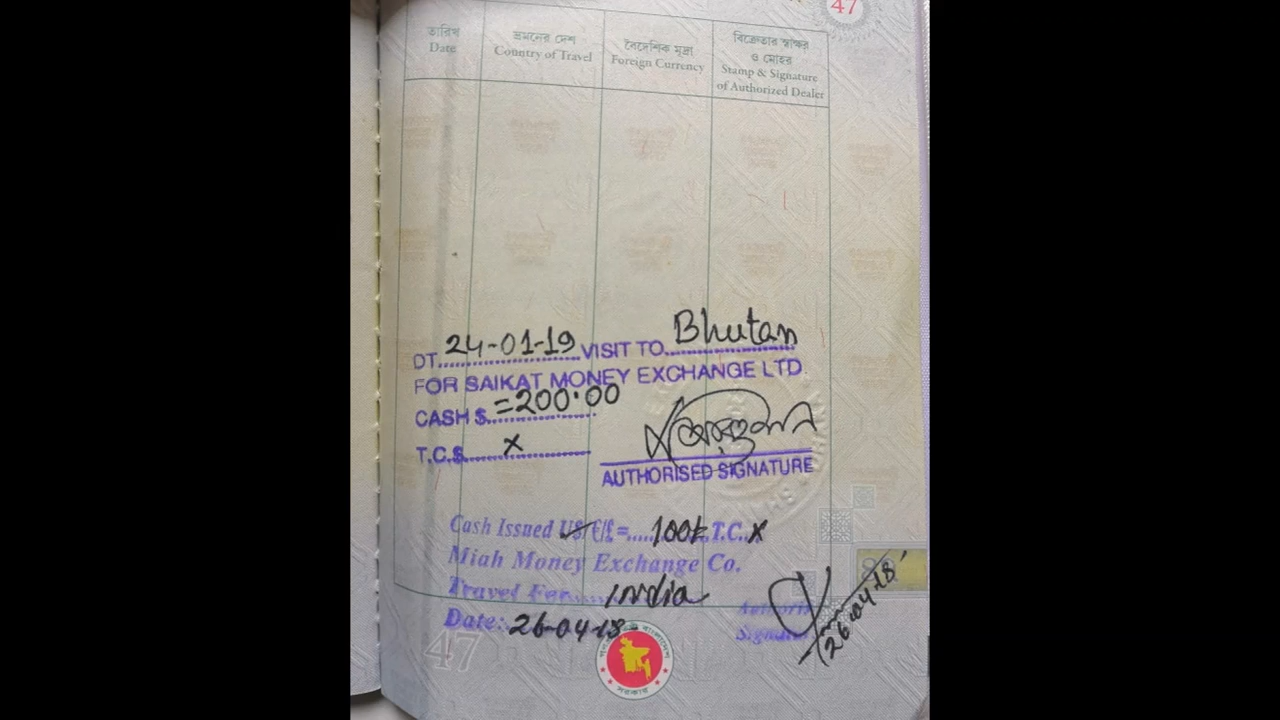 47
তারিখ
Date
ভ্রমনের দেশ
Country of Travel
বৈদেশিক মূদ্রা
Foreign Currency
বিক্রেতার স্বাক্ষর
ও মোহর
Stamp & Signature
of Authorized Dealer
DT. 24-01-19 VISIT TO Bhutan
FOR SAIKAT MONEY EXCHANGE LTD
CASH $ =200.00
T.C.$ x
AUTHORISED SIGNATURE
Cash Issued U$/€/£=.....100/- T.C. x
Miah Money Exchange Co.
Travel For India
Date: 26-04-18
26-04-18
47
সরকার